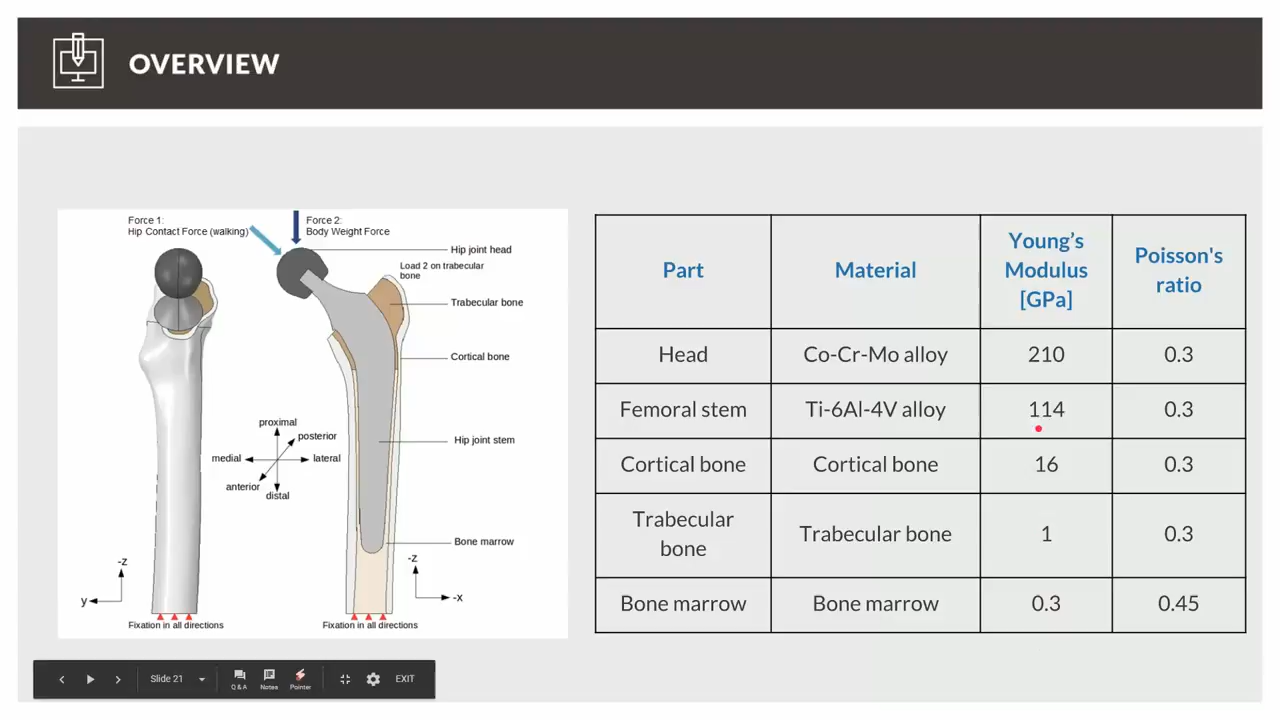 OVERVIEW
Force 1:
Hip Contact Force (walking)
Force 2:
Body Weight Force
Hip joint head
Load 2 on trabecular
bone
Trabecular bone
Cortical bone
proximal
posterior
medial
lateral
anterior
distal
Hip joint stem
Bone marrow
-z
y
-z
-x
Fixation in all directions
Fixation in all directions
Part Material Young's Modulus [GPa] Poisson's ratio
Head Co-Cr-Mo alloy 210 0.3
Femoral stem Ti-6Al-4V alloy 114 0.3
Cortical bone Cortical bone 16 0.3
Trabecular bone Trabecular bone 1 0.3
Bone marrow Bone marrow 0.3 0.45
Slide 21
Q & A
Notes
Pointer
EXIT